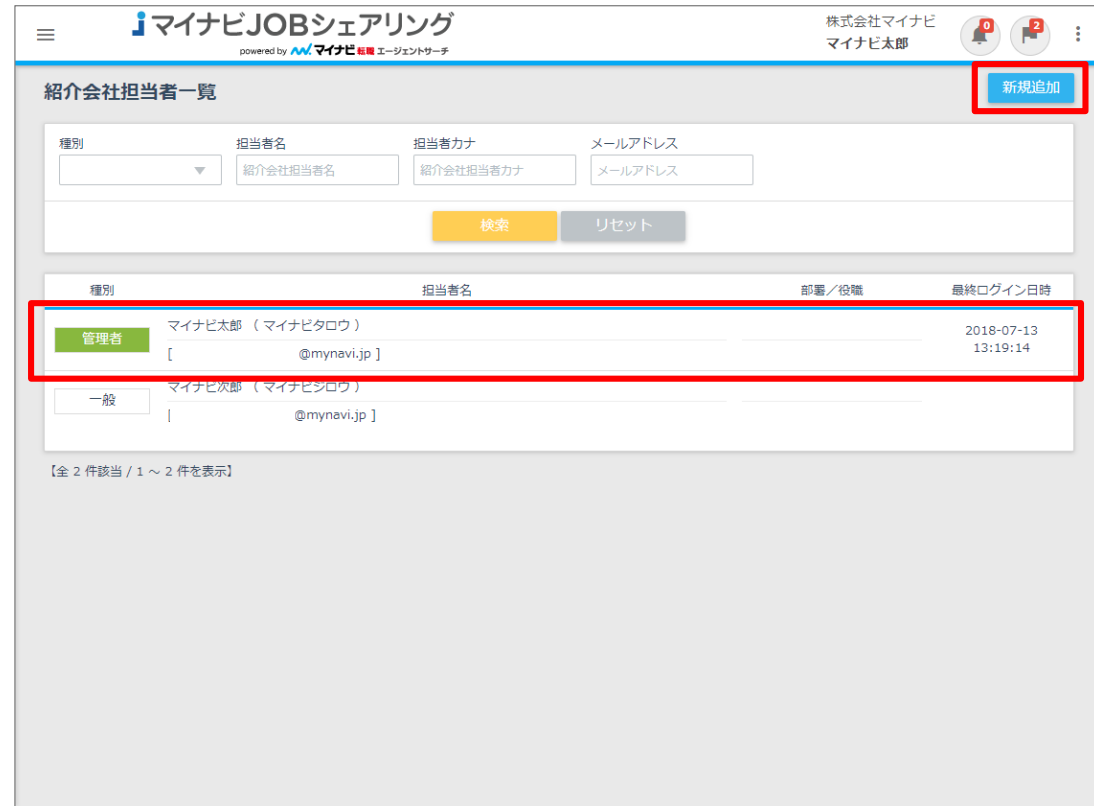 マイナビJOBシェアリング
powered by マイナビ転職 エージェントサーチ
株式会社マイナビ
マイナビ太郎
0
2
紹介会社担当者一覧
新規追加
種別 担当者名 担当者カナ メールアドレス
紹介会社担当者名 紹介会社担当者カナ メールアドレス
検索 リセット
種別 担当者名 部署／役職 最終ログイン日時
管理者
マイナビ太郎 （ マイナビタロウ ）
[ @mynavi.jp ]
2018-07-13
13:19:14
一般
マイナビ次郎 （ マイナビジロウ ）
[ @mynavi.jp ]
【全 2 件該当 / 1 ～ 2 件を表示】